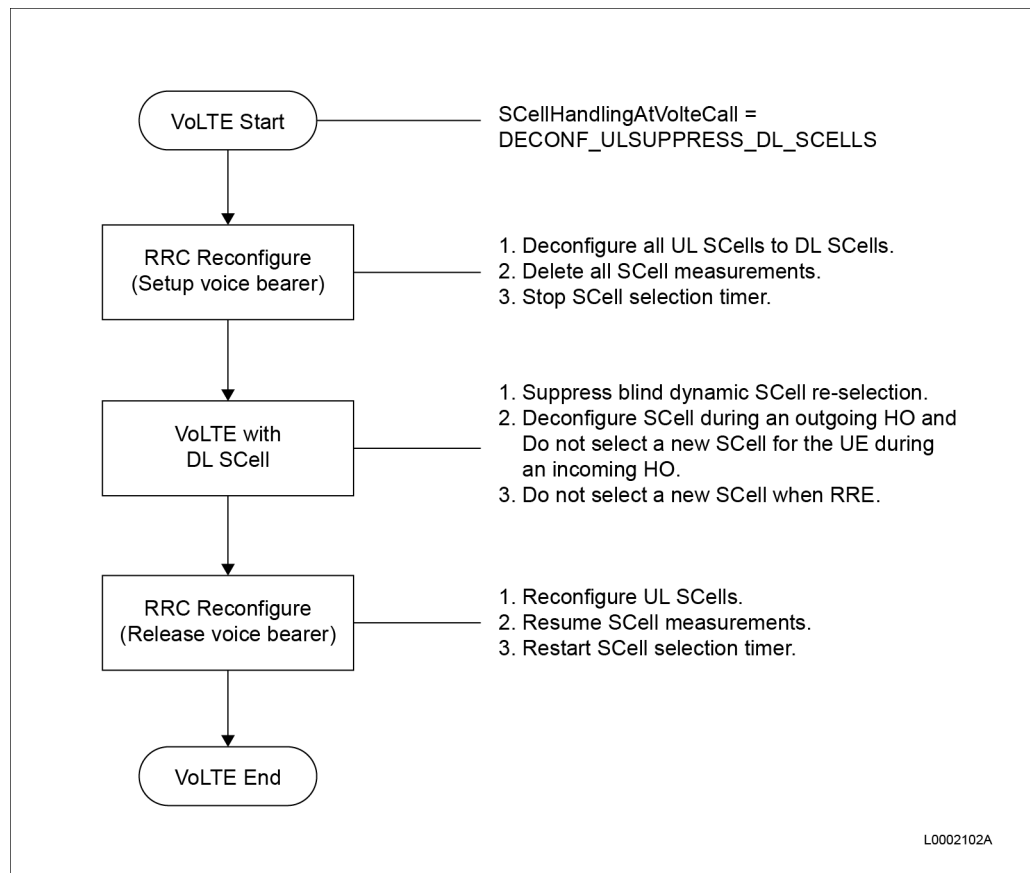 VoLTE Start
SCellHandlingAtVolteCall =
DECONF_ULSUPPRESS_DL_SCELLS
RRC Reconfigure
(Setup voice bearer)
1. Deconfigure all UL SCells to DL SCells.
2. Delete all SCell measurements.
3. Stop SCell selection timer.
VoLTE with
DL SCell
1. Suppress blind dynamic SCell re-selection.
2. Deconfigure SCell during an outgoing HO and
Do not select a new SCell for the UE during
an incoming HO.
3. Do not select a new SCell when RRE.
RRC Reconfigure
(Release voice bearer)
1. Reconfigure UL SCells.
2. Resume SCell measurements.
3. Restart SCell selection timer.
VoLTE End
L0002102A